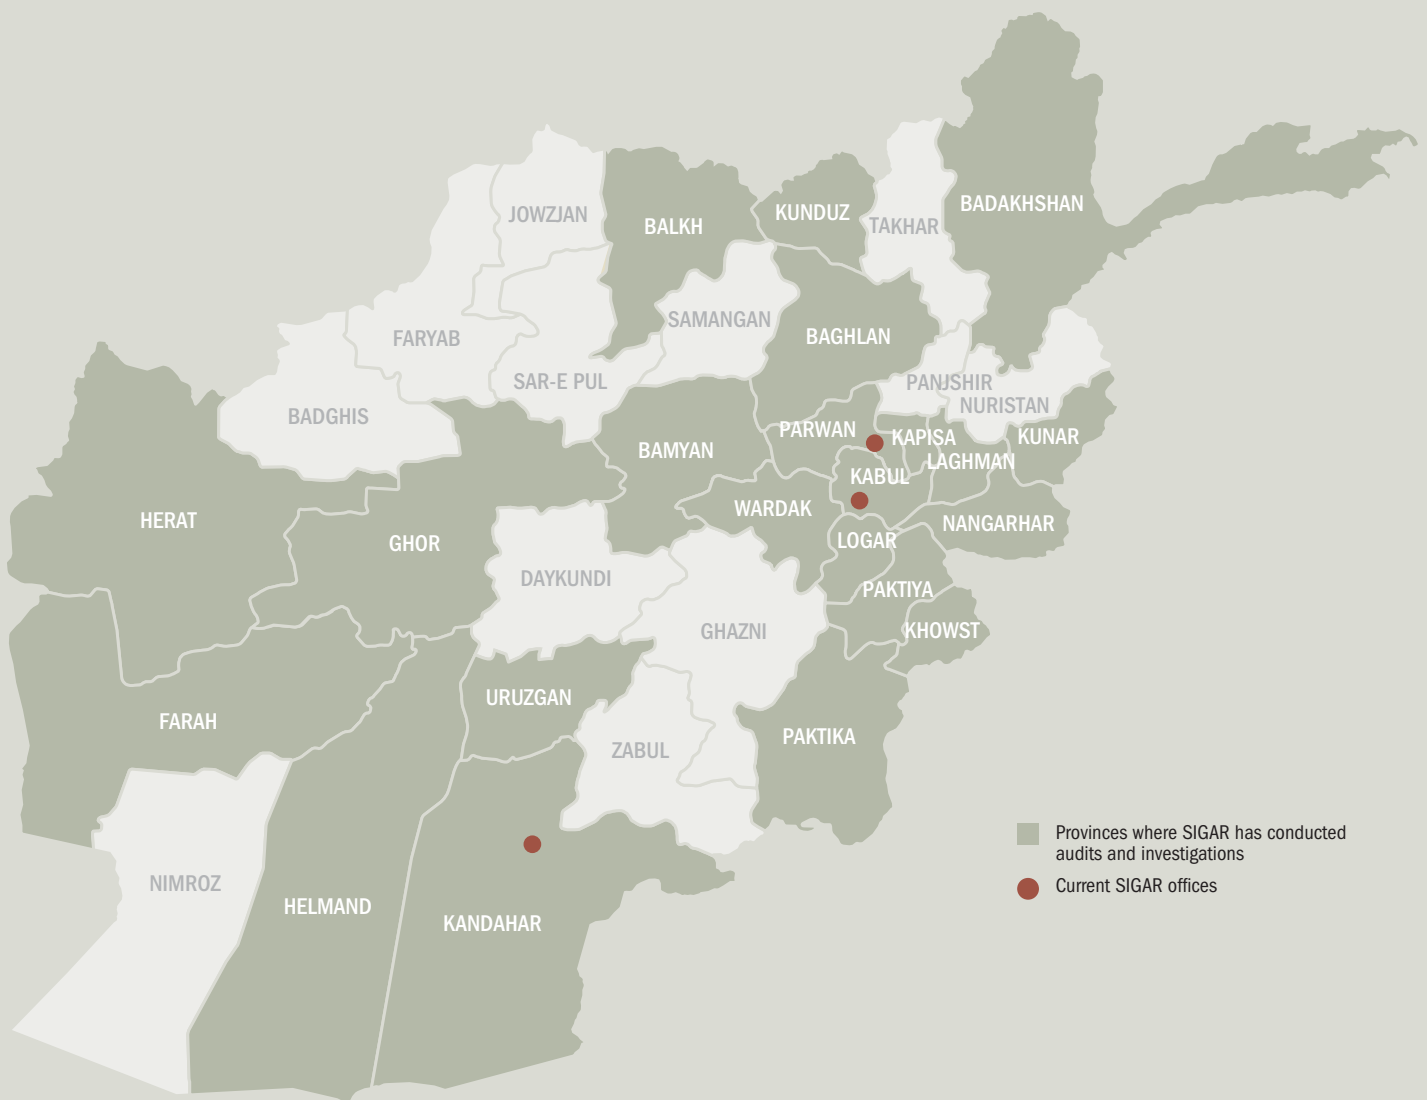 BADAKHSHAN
JOWZJAN
BALKH
KUNDUZ
TAKHAR
SAMANGAN
BAGHLAN
FARYAB
SAR-E PUL
PANJSHIR
NURISTAN
BADGHIS
PARWAN
KAPISA
KUNAR
BAMYAN
LAGHMAN
KABUL
HERAT
WARDAK
NANGARHAR
GHOR
LOGAR
DAYKUNDI
PAKTIYA
GHAZNI
KHOWST
URUZGAN
FARAH
PAKTIKA
ZABUL
NIMROZ
HELMAND
KANDAHAR
Provinces where SIGAR has conducted
audits and investigations
Current SIGAR offices